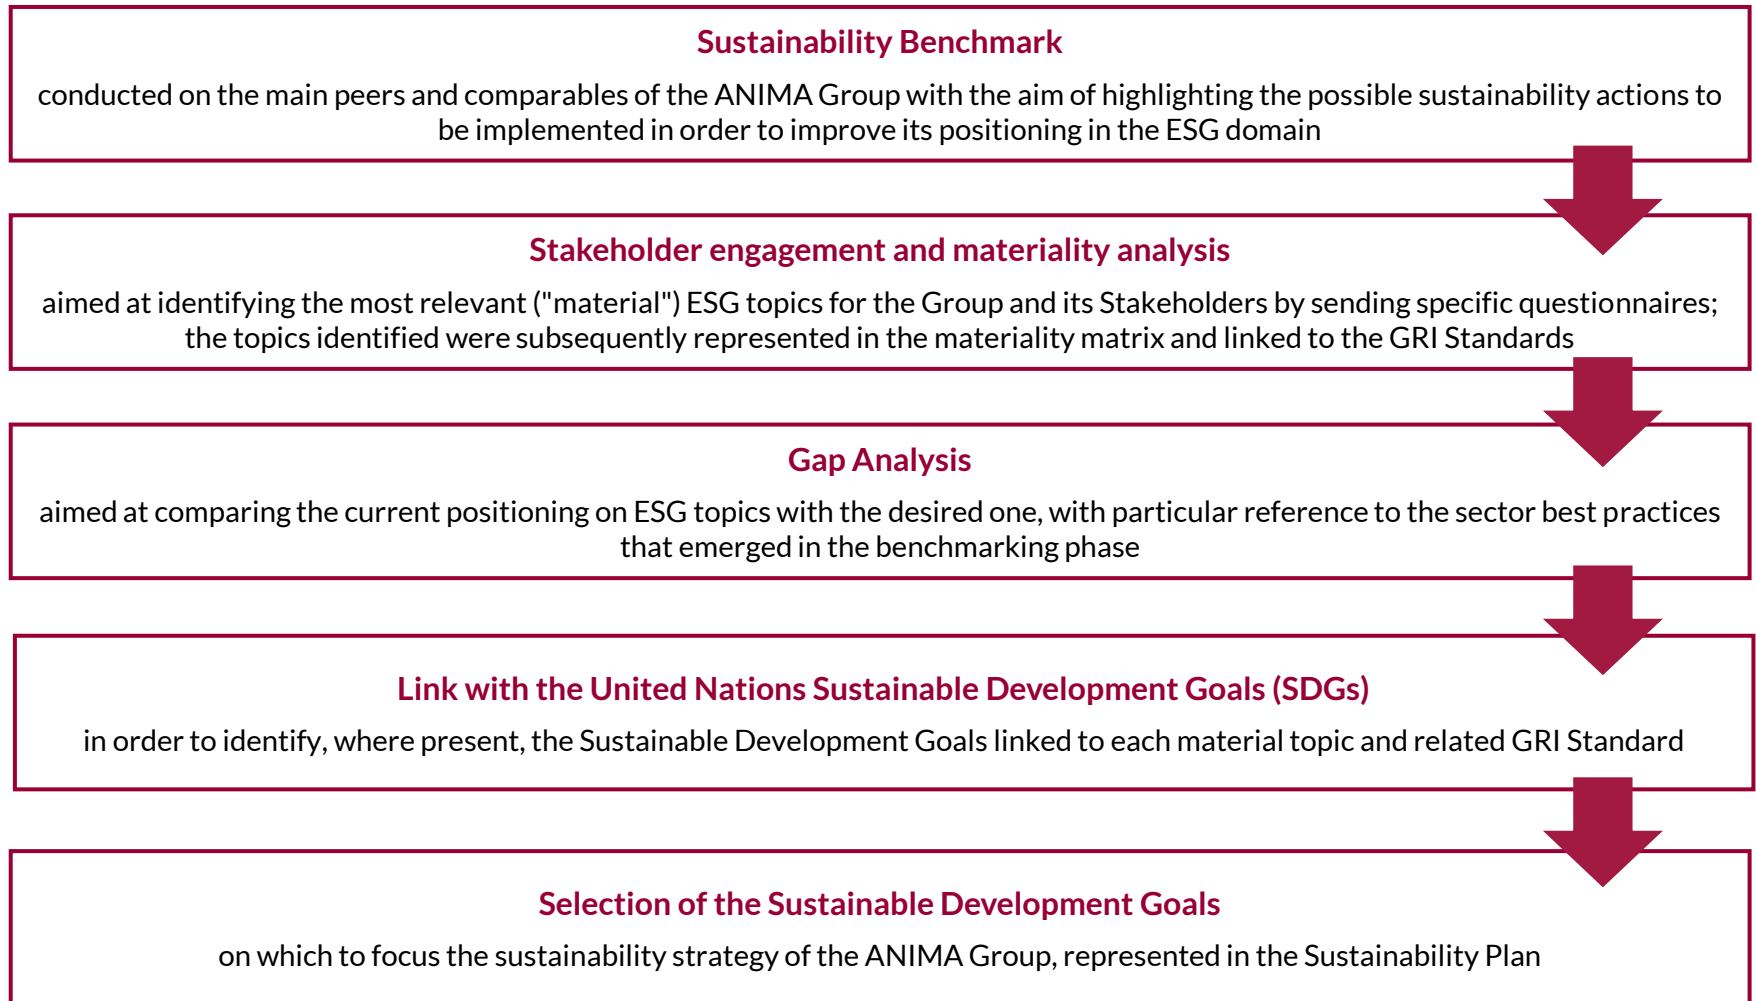 Sustainability Benchmark
conducted on the main peers and comparables of the ANIMA Group with the aim of highlighting the possible sustainability actions to
be implemented in order to improve its positioning in the ESG domain
Stakeholder engagement and materiality analysis
aimed at identifying the most relevant ("material") ESG topics for the Group and its Stakeholders by sending specific questionnaires;
the topics identified were subsequently represented in the materiality matrix and linked to the GRI Standards
Gap Analysis
aimed at comparing the current positioning on ESG topics with the desired one, with particular reference to the sector best practices
that emerged in the benchmarking phase
Link with the United Nations Sustainable Development Goals (SDGs)
in order to identify, where present, the Sustainable Development Goals linked to each material topic and related GRI Standard
Selection of the Sustainable Development Goals
on which to focus the sustainability strategy of the ANIMA Group, represented in the Sustainability Plan